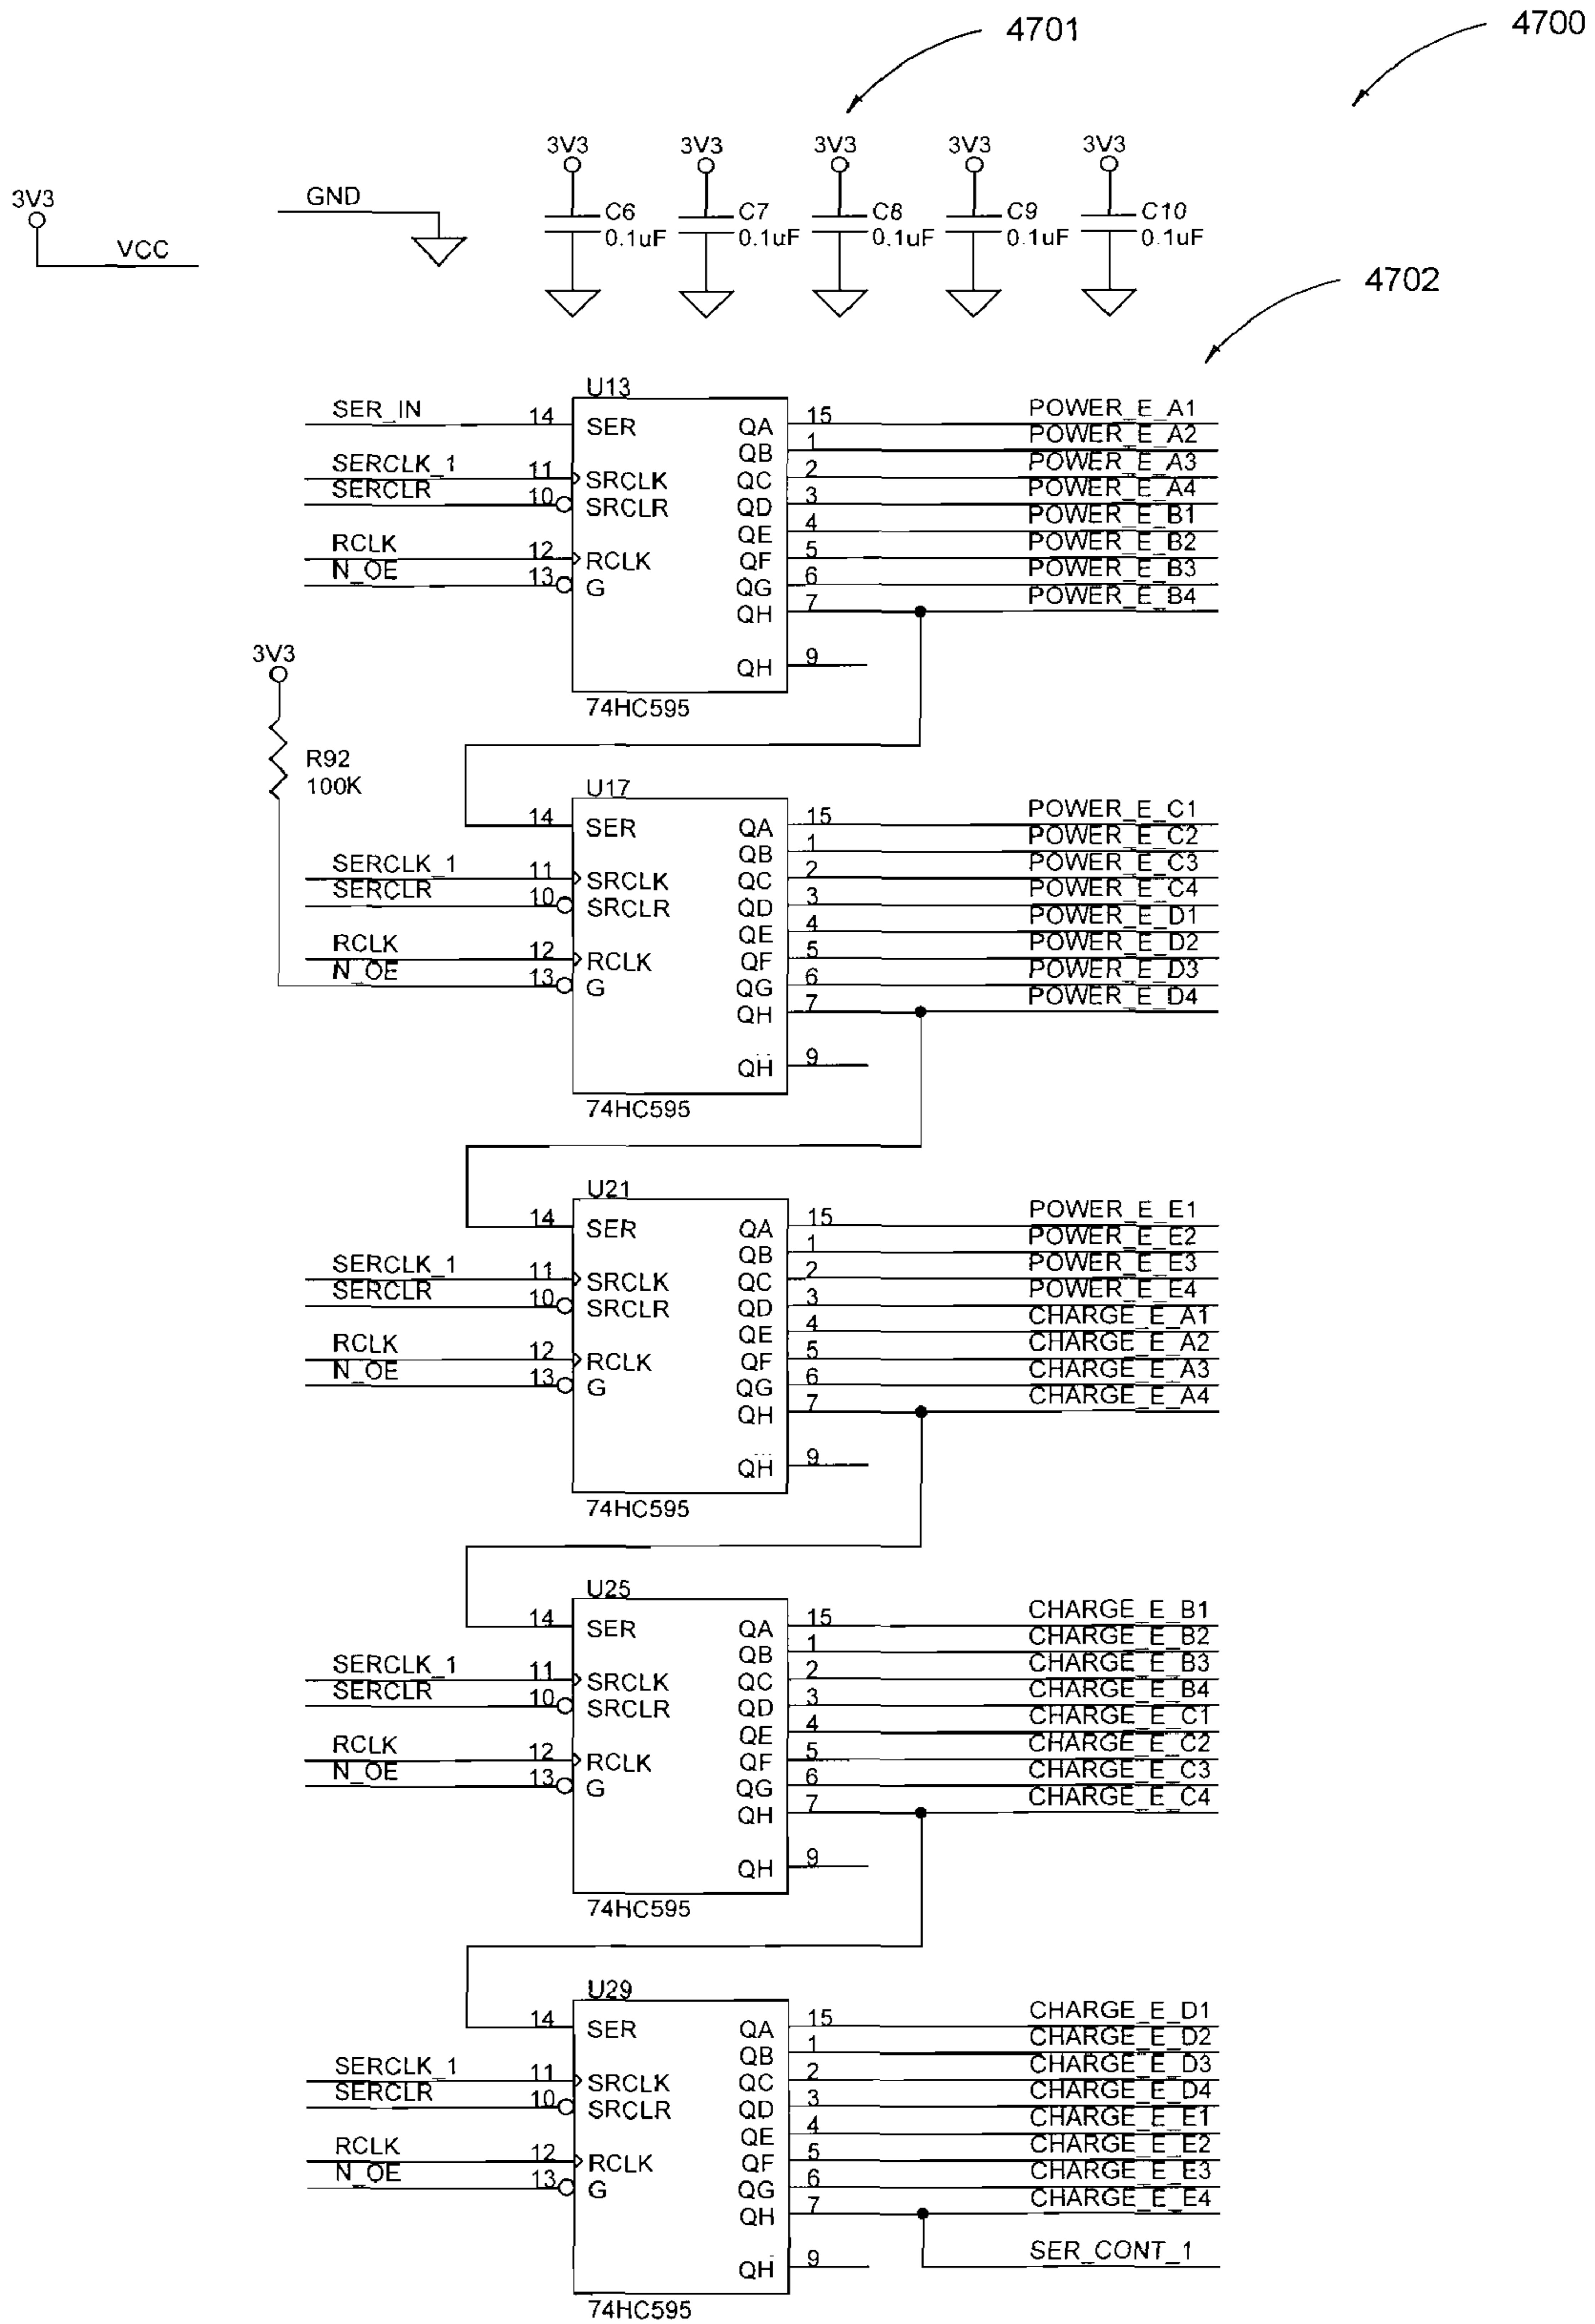 4700
4701
3V3 3V3 3V3 3V3 3V3
3V3 GND C6 C7 C8 C9 C10
VCC 0.1uF 0.1uF 0.1uF 0.1uF 0.1uF
4702
U13
SER_IN 14 SER QA 15 POWER_E_A1
QB 1 POWER_E_A2
SERCLK_1 11 SRCLK QC 2 POWER_E_A3
SERCLR 10 SRCLR QD 3 POWER_E_A4
QE 4 POWER_E_B1
RCLK 12 RCLK QF 5 POWER_E_B2
N_OE 13 G QG 6 POWER_E_B3
QH 7 POWER_E_B4
3V3
QH 9
74HC595
R92
100K
U17
14 SER QA 15 POWER_E_C1
QB 1 POWER_E_C2
SERCLK_1 11 SRCLK QC 2 POWER_E_C3
SERCLR 10 SRCLR QD 3 POWER_E_C4
QE 4 POWER_E_D1
RCLK 12 RCLK QF 5 POWER_E_D2
N_OE 13 G QG 6 POWER_E_D3
QH 7 POWER_E_D4
QH 9
74HC595
U21
14 SER QA 15 POWER_E_E1
QB 1 POWER_E_E2
SERCLK_1 11 SRCLK QC 2 POWER_E_E3
SERCLR 10 SRCLR QD 3 POWER_E_E4
QE 4 CHARGE_E_A1
RCLK 12 RCLK QF 5 CHARGE_E_A2
N_OE 13 G QG 6 CHARGE_E_A3
QH 7 CHARGE_E_A4
QH 9
74HC595
U25
14 SER QA 15 CHARGE_E_B1
QB 1 CHARGE_E_B2
SERCLK_1 11 SRCLK QC 2 CHARGE_E_B3
SERCLR 10 SRCLR QD 3 CHARGE_E_B4
QE 4 CHARGE_E_C1
RCLK 12 RCLK QF 5 CHARGE_E_C2
N_OE 13 G QG 6 CHARGE_E_C3
QH 7 CHARGE_E_C4
QH 9
74HC595
U29
14 SER QA 15 CHARGE_E_D1
QB 1 CHARGE_E_D2
SERCLK_1 11 SRCLK QC 2 CHARGE_E_D3
SERCLR 10 SRCLR QD 3 CHARGE_E_D4
QE 4 CHARGE_E_E1
RCLK 12 RCLK QF 5 CHARGE_E_E2
N_OE 13 G QG 6 CHARGE_E_E3
QH 7 CHARGE_E_E4
QH 9 SER_CONT_1
74HC595